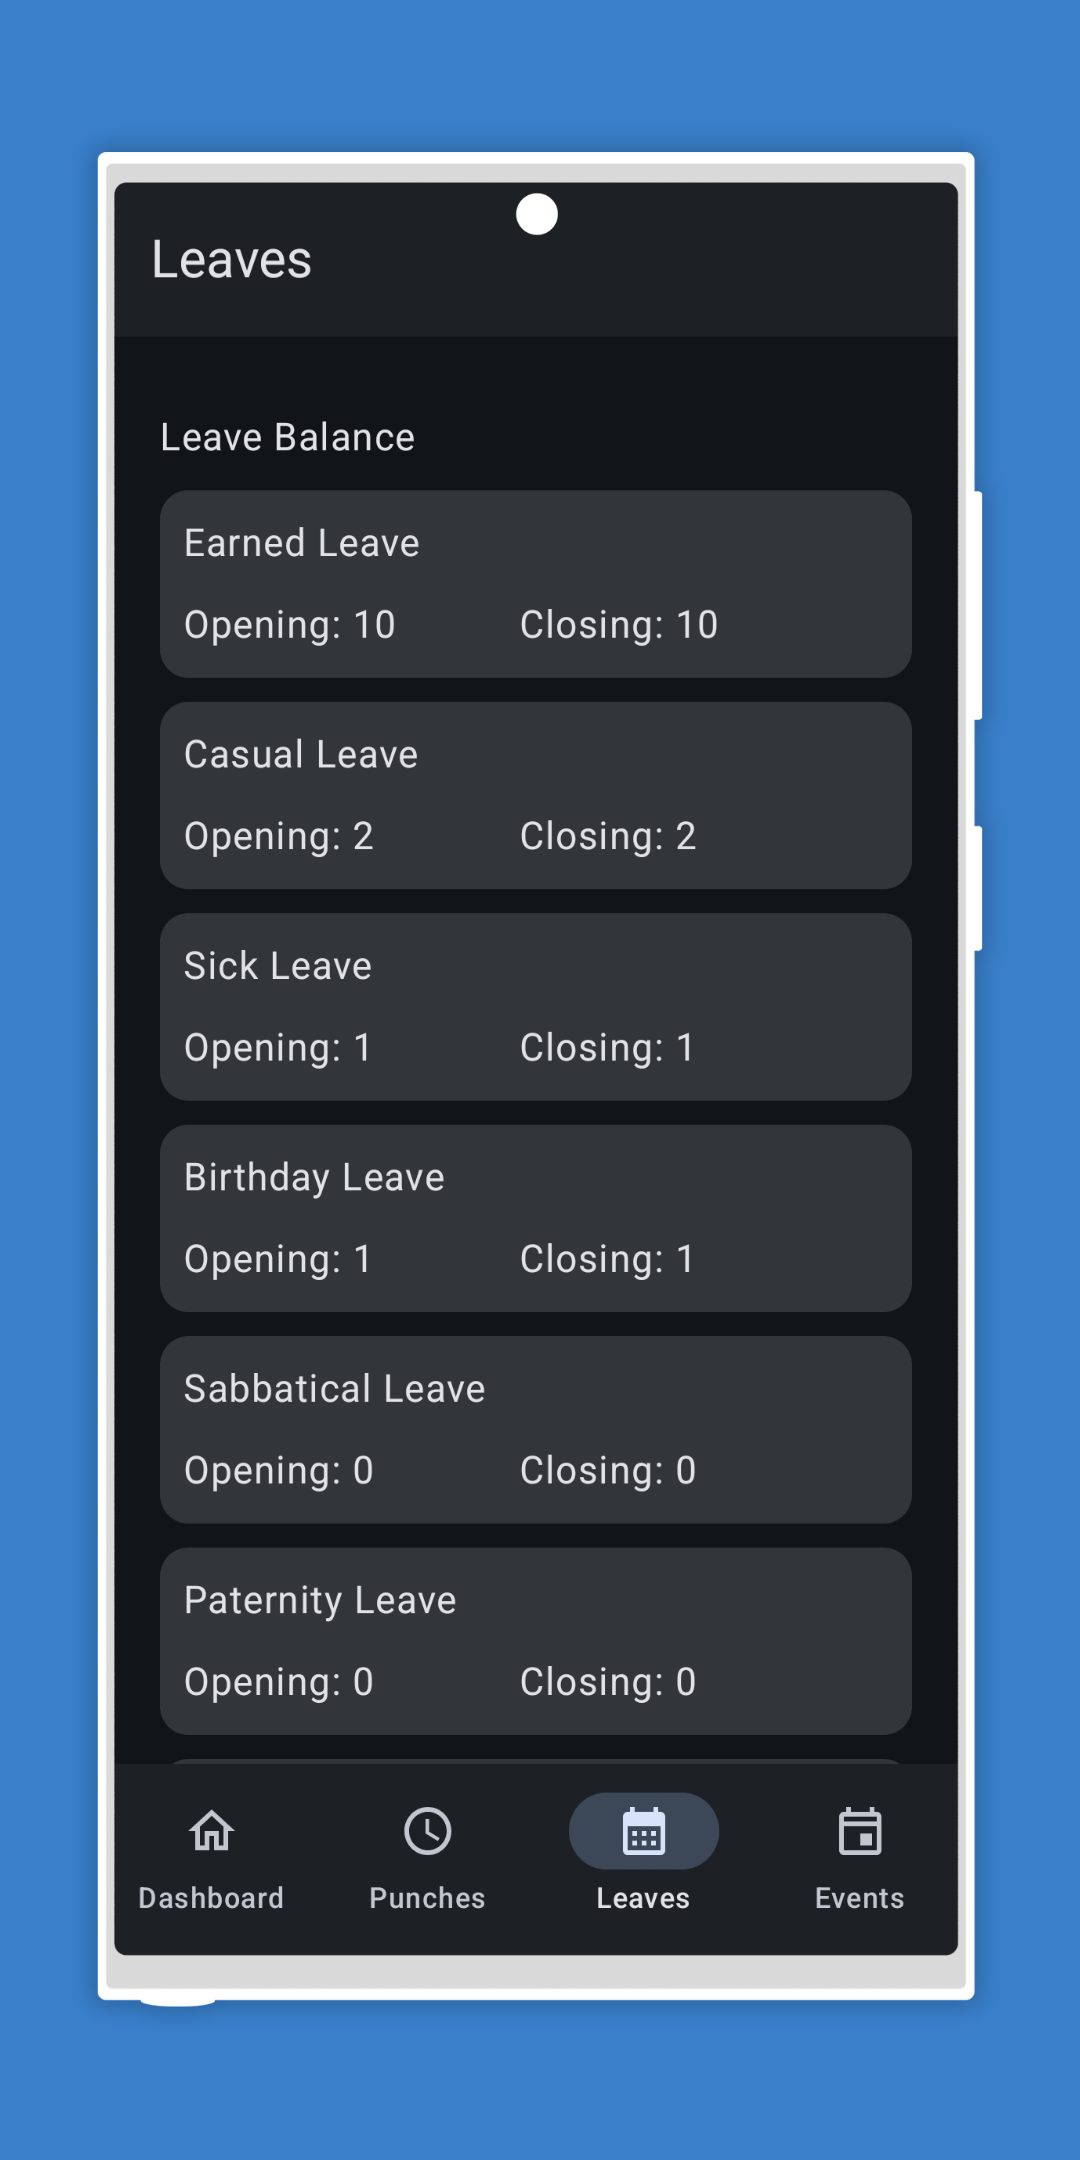 Leaves
Leave Balance
Earned Leave
Opening: 10 Closing: 10
Casual Leave
Opening: 2 Closing: 2
Sick Leave
Opening: 1 Closing: 1
Birthday Leave
Opening: 1 Closing: 1
Sabbatical Leave
Opening: 0 Closing: 0
Paternity Leave
Opening: 0 Closing: 0
Dashboard Punches Leaves Events